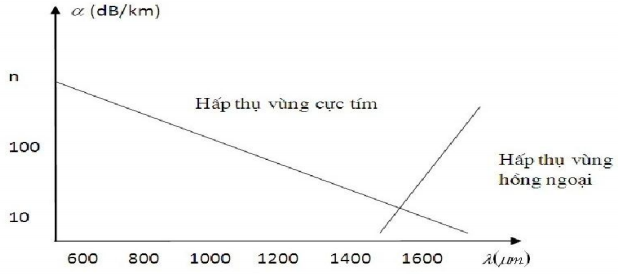 α (dB/km)
n
Hấp thụ vùng cực tím
100
Hấp thụ vùng
hồng ngoại
10
600 800 1000 1200 1400 1600 λ(μm)